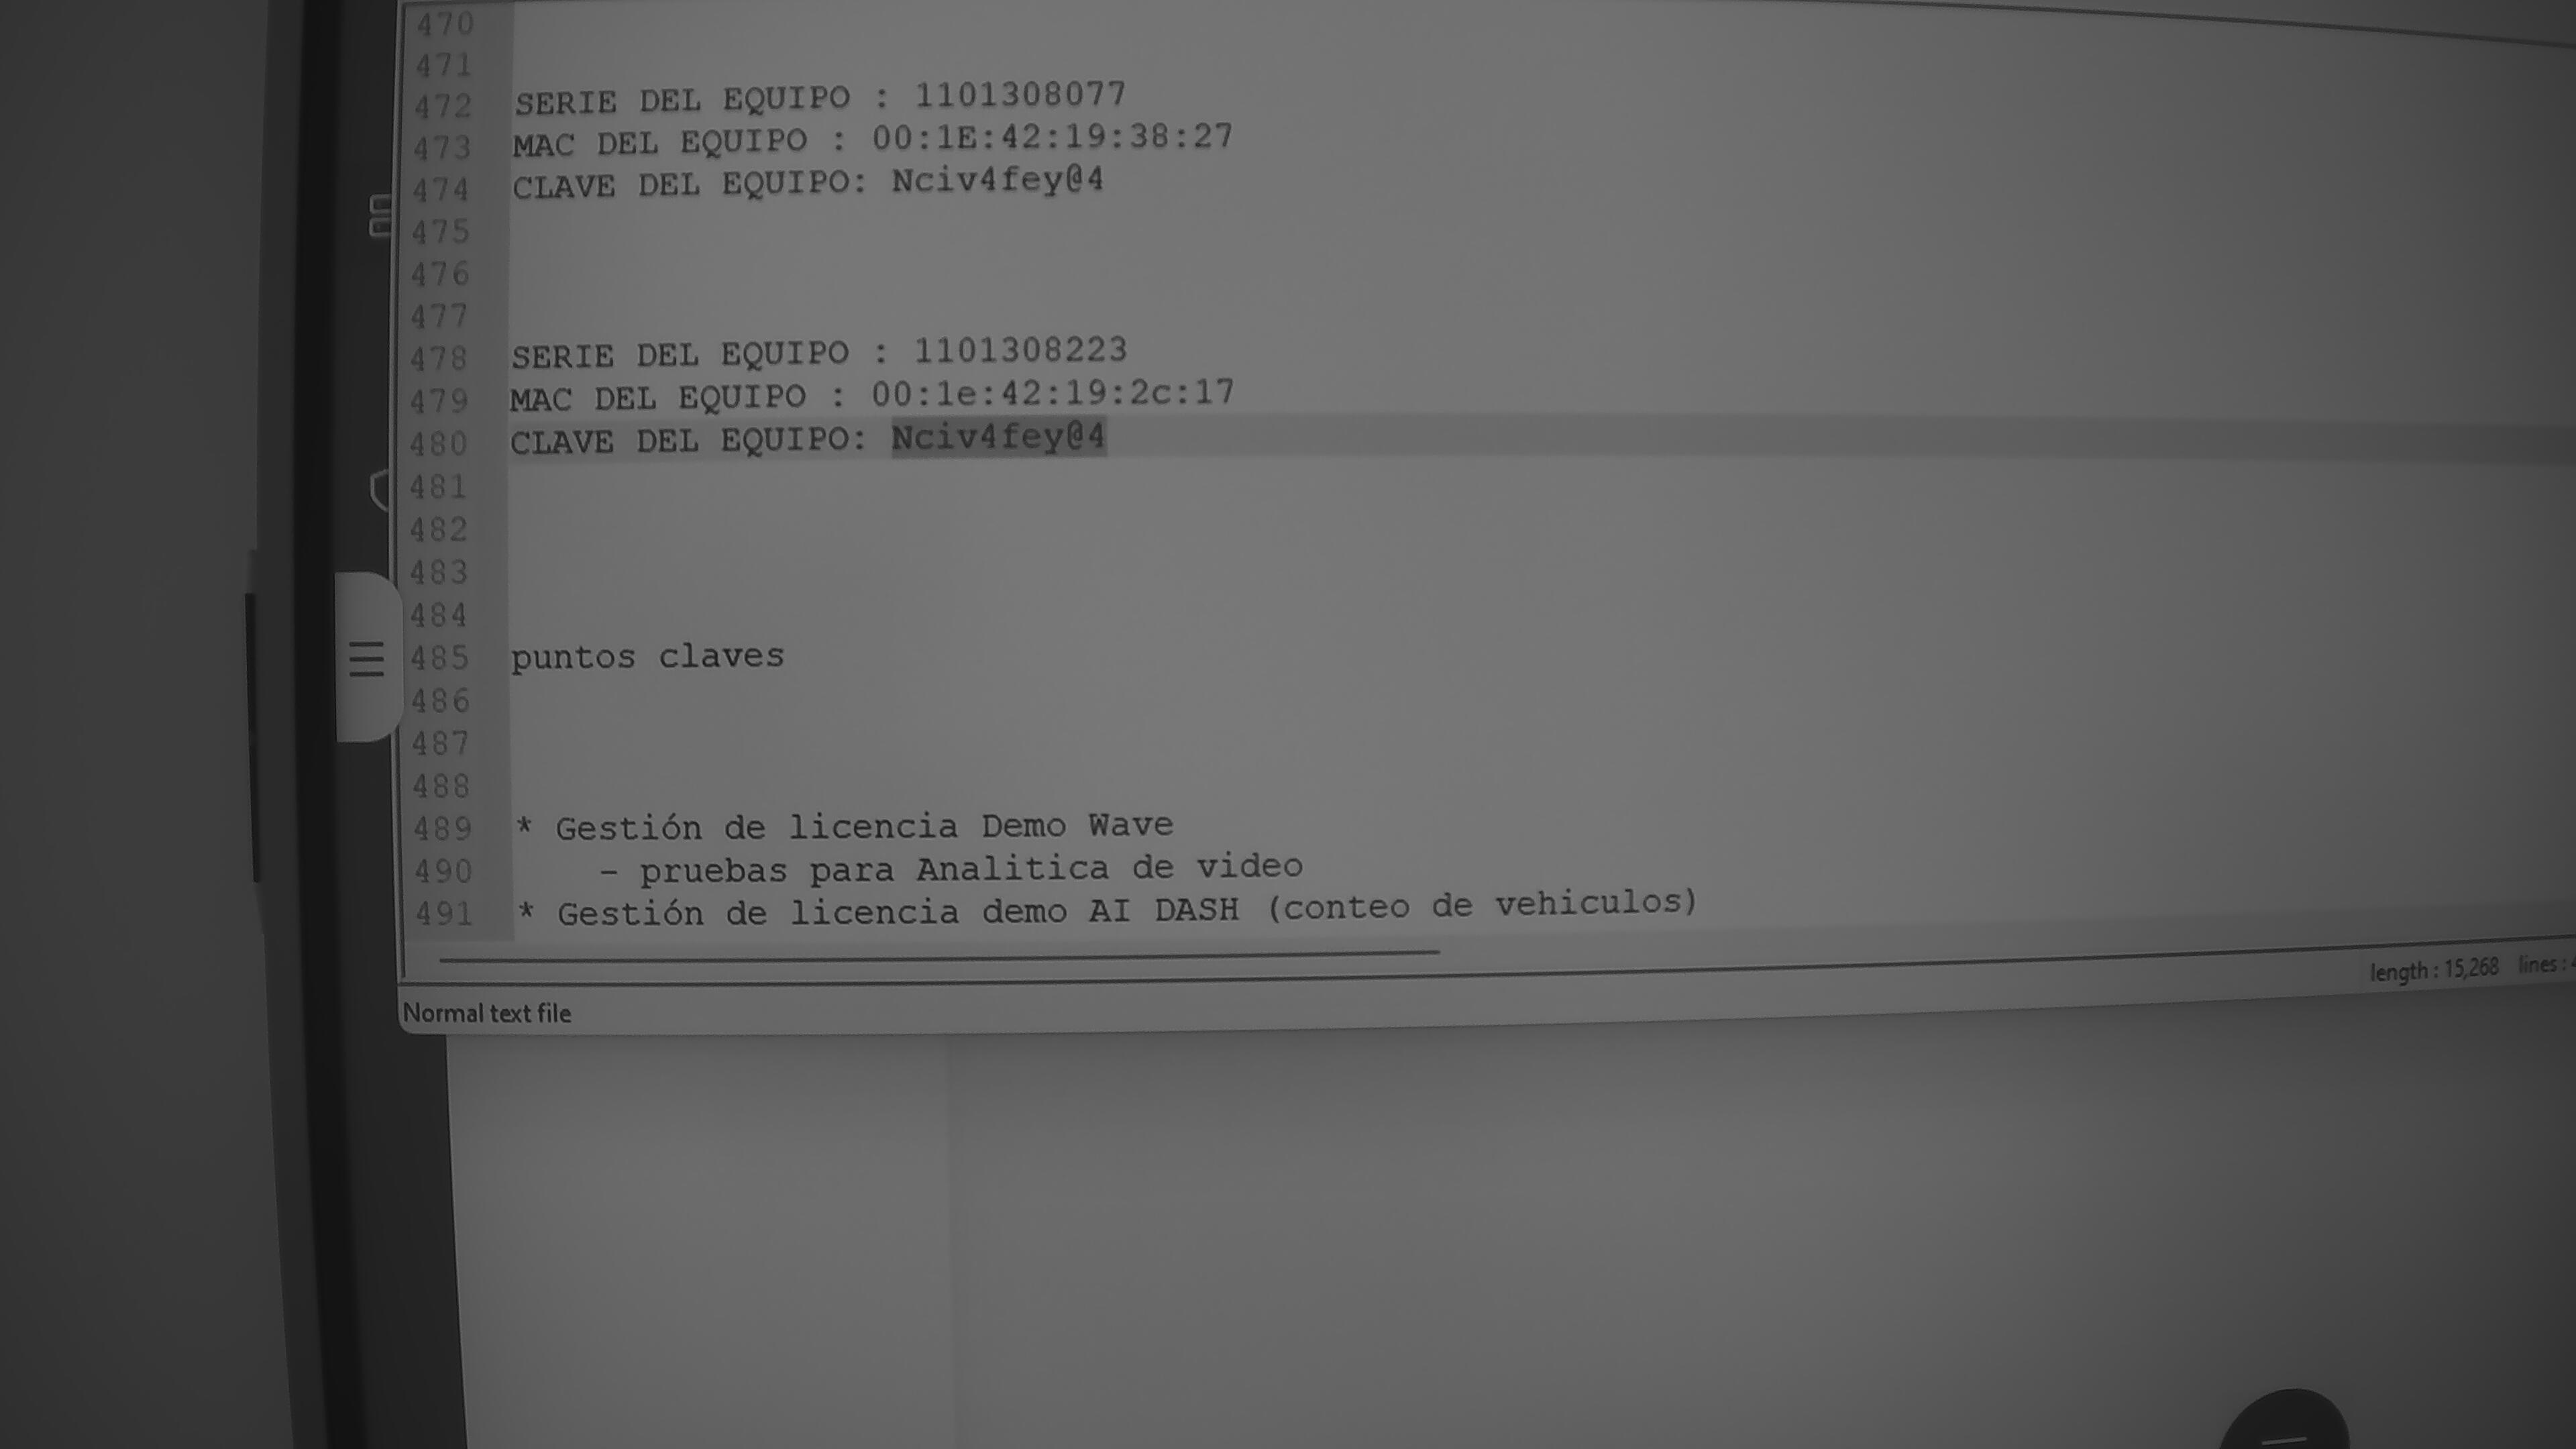 470
471
472 SERIE DEL EQUIPO : 1101308077
473 MAC DEL EQUIPO : 00:1E:42:19:38:27
474 CLAVE DEL EQUIPO: Nciv4fey@4
475
476
477
478 SERIE DEL EQUIPO : 1101308223
479 MAC DEL EQUIPO : 00:1e:42:19:2c:17
480 CLAVE DEL EQUIPO: Nciv4fey@4
481
482
483
484
485 puntos claves
486
487
488
489 * Gestión de licencia Demo Wave
490 - pruebas para Analitica de video
491 * Gestión de licencia demo AI DASH (conteo de vehiculos)
Normal text file
length : 15,268 lines :